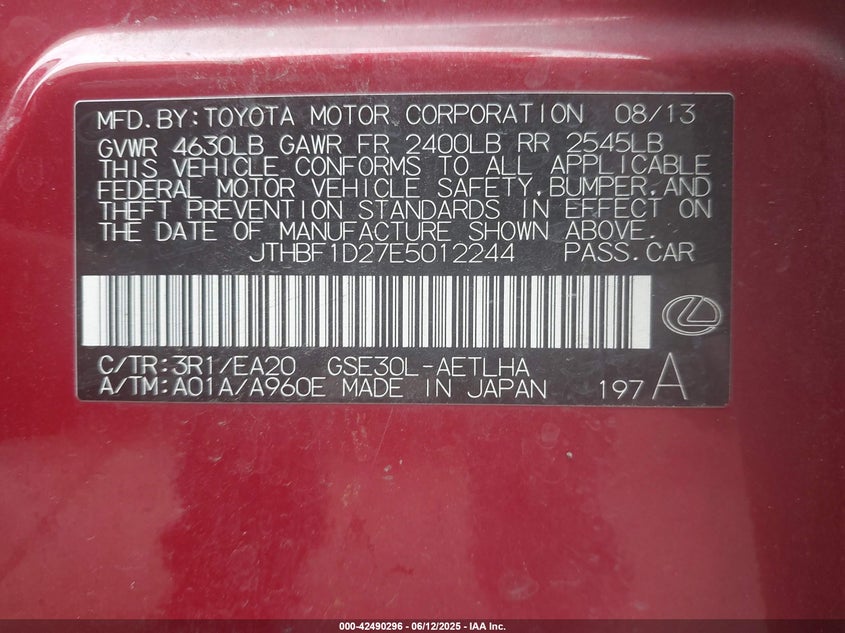 MFD.BY:TOYOTA MOTOR CORPORATION 08/13
GVWR 4630LB GAWR FR 2400LB RR 2545LB
THIS VEHICLE CONFORMS TO ALL APPLICABLE
FEDERAL MOTOR VEHICLE SAFETY,BUMPER,AND
THEFT PREVENTION STANDARDS IN EFFECT ON
THE DATE OF MANUFACTURE SHOWN ABOVE.
JTHBF1D27E5012244 PASS.CAR
C/TR:3R1/EA20 GSE30L-AETLHA
A/TM:A01A/A960E MADE IN JAPAN 197 A
000-42490296 - 06/12/2025 - IAA Inc.